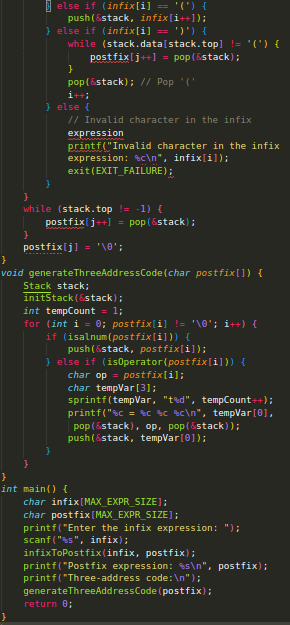 } else if (infix[i] == '(') {
push(&stack, infix[i++]);
} else if (infix[i] == ')') {
while (stack.data[stack.top] != '(') {
postfix[j++] = pop(&stack);
}
pop(&stack); // Pop '('
i++;
} else {
// Invalid character in the infix
expression
printf("Invalid character in the infix
expression: %c\n", infix[i]);
exit(EXIT_FAILURE);
}
}
while (stack.top != -1) {
postfix[j++] = pop(&stack);
}
postfix[j] = '\0';
}
void generateThreeAddressCode(char postfix[]) {
Stack stack;
initStack(&stack);
int tempCount = 1;
for (int i = 0; postfix[i] != '\0'; i++) {
if (isalnum(postfix[i])) {
push(&stack, postfix[i]);
} else if (isOperator(postfix[i])) {
char op = postfix[i];
char tempVar[3];
sprintf(tempVar, "t%d", tempCount++);
printf("%c = %c %c %c\n", tempVar[0],
pop(&stack), op, pop(&stack));
push(&stack, tempVar[0]);
}
}
}
int main() {
char infix[MAX_EXPR_SIZE];
char postfix[MAX_EXPR_SIZE];
printf("Enter the infix expression: ");
scanf("%s", infix);
infixToPostfix(infix, postfix);
printf("Postfix expression: %s\n", postfix);
printf("Three-address code:\n");
generateThreeAddressCode(postfix);
return 0;
}